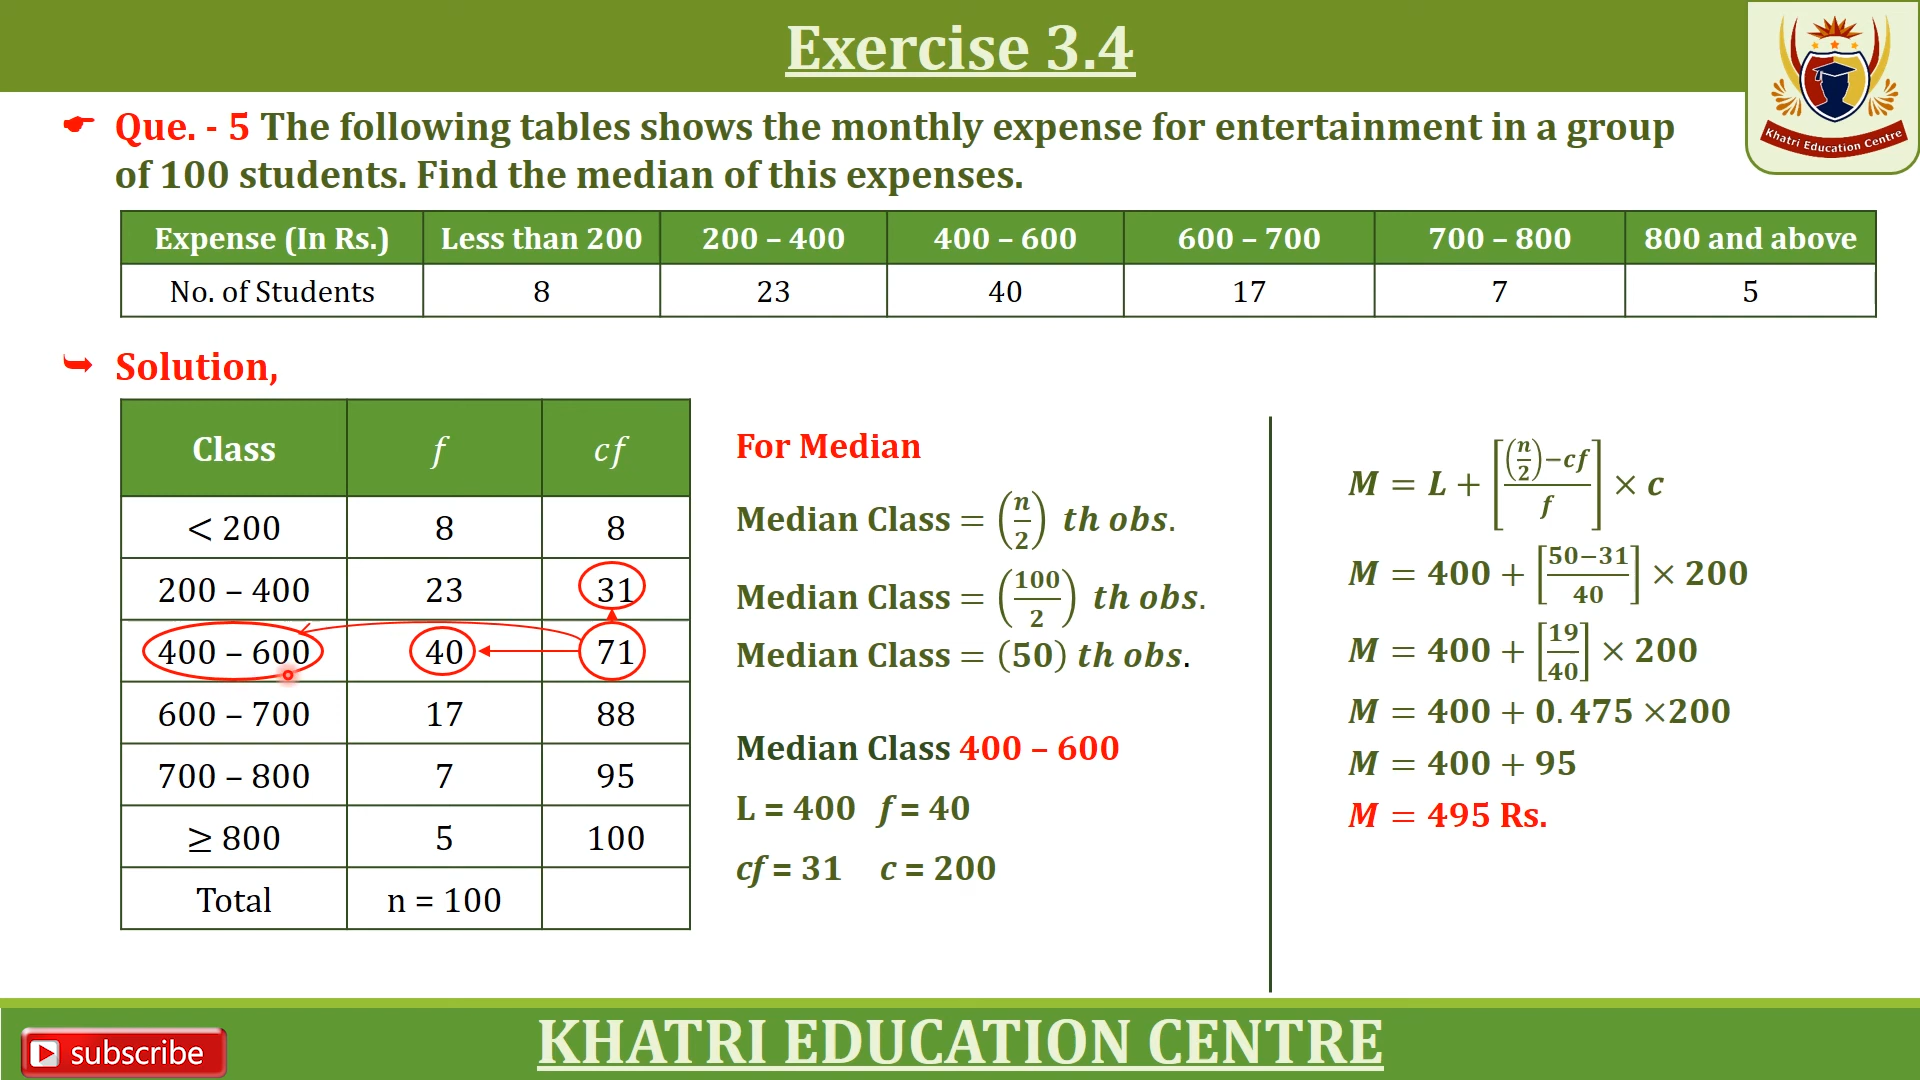 Exercise 3.4
Khatri Education Centre
☛ Que. - 5 The following tables shows the monthly expense for entertainment in a group
of 100 students. Find the median of this expenses.
Expense (In Rs.) Less than 200 200 – 400 400 – 600 600 – 700 700 – 800 800 and above
No. of Students 8 23 40 17 7 5
➥ Solution,
Class f cf
< 200 8 8
200 – 400 23 31
400 – 600 40 71
600 – 700 17 88
700 – 800 7 95
≥ 800 5 100
Total n = 100
For Median
Median Class = (n/2) th obs.
Median Class = (100/2) th obs.
Median Class = (50) th obs.
Median Class 400 – 600
L = 400 f = 40
cf = 31 c = 200
M = L + [((n/2)−cf)/f] × c
M = 400 + [(50−31)/40] × 200
M = 400 + [19/40] × 200
M = 400 + 0.475 ×200
M = 400 + 95
M = 495 Rs.
subscribe
KHATRI EDUCATION CENTRE